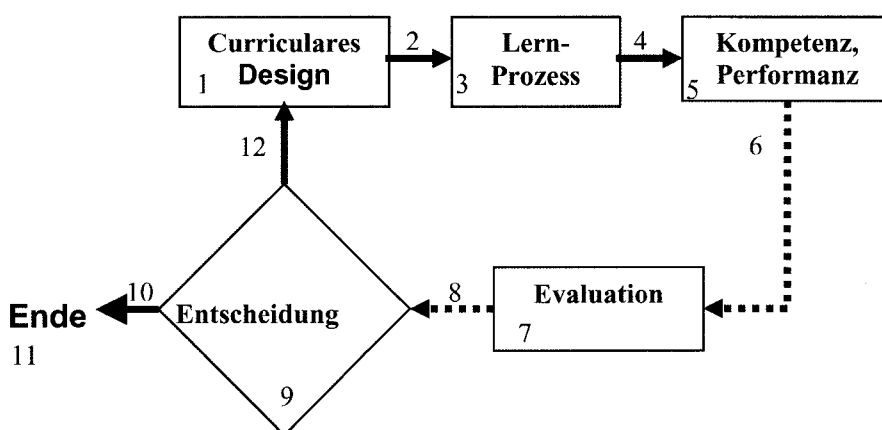 Curriculares
Design
1
2
Lern-
Prozess
3
4
Kompetenz,
Performanz
5
6
12
Evaluation
7
8
Entscheidung
9
10
Ende
11